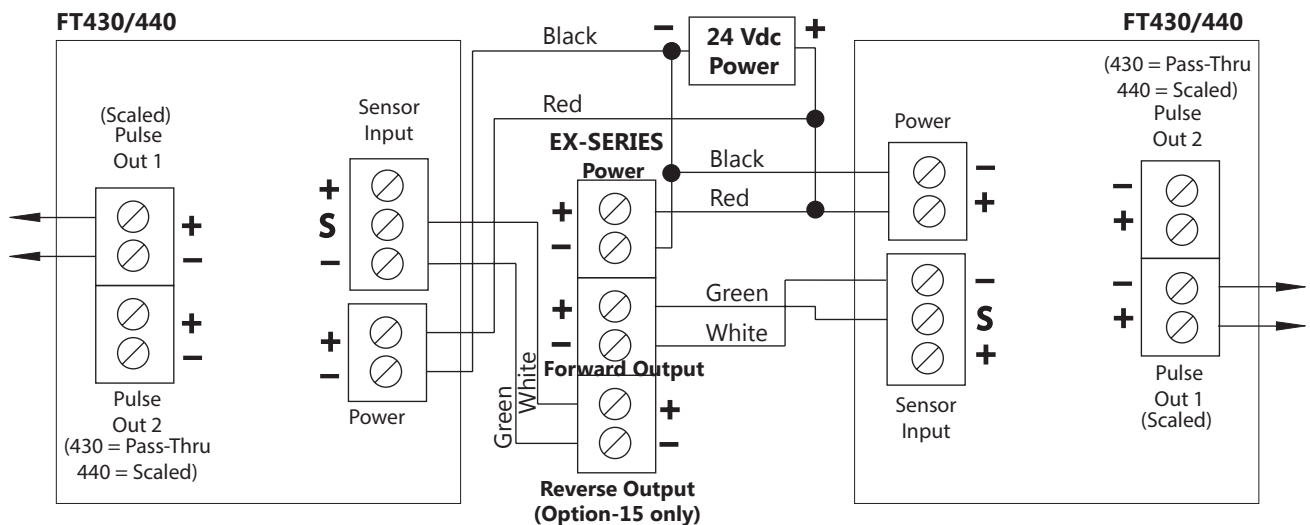 FT430/440
(Scaled)
Pulse
Out 1
+
−
+
−
Pulse
Out 2
(430 = Pass-Thru
440 = Scaled)
Sensor
Input
+
S
−
+
−
Power
Black
Red
Green
White
−
24 Vdc
Power
+
EX-SERIES
Power
+
−
+
−
Forward Output
+
−
Reverse Output
(Option-15 only)
Black
Red
Green
White
FT430/440
Power
−
+
−
S
+
Sensor
Input
(430 = Pass-Thru
440 = Scaled)
Pulse
Out 2
−
+
−
+
Pulse
Out 1
(Scaled)